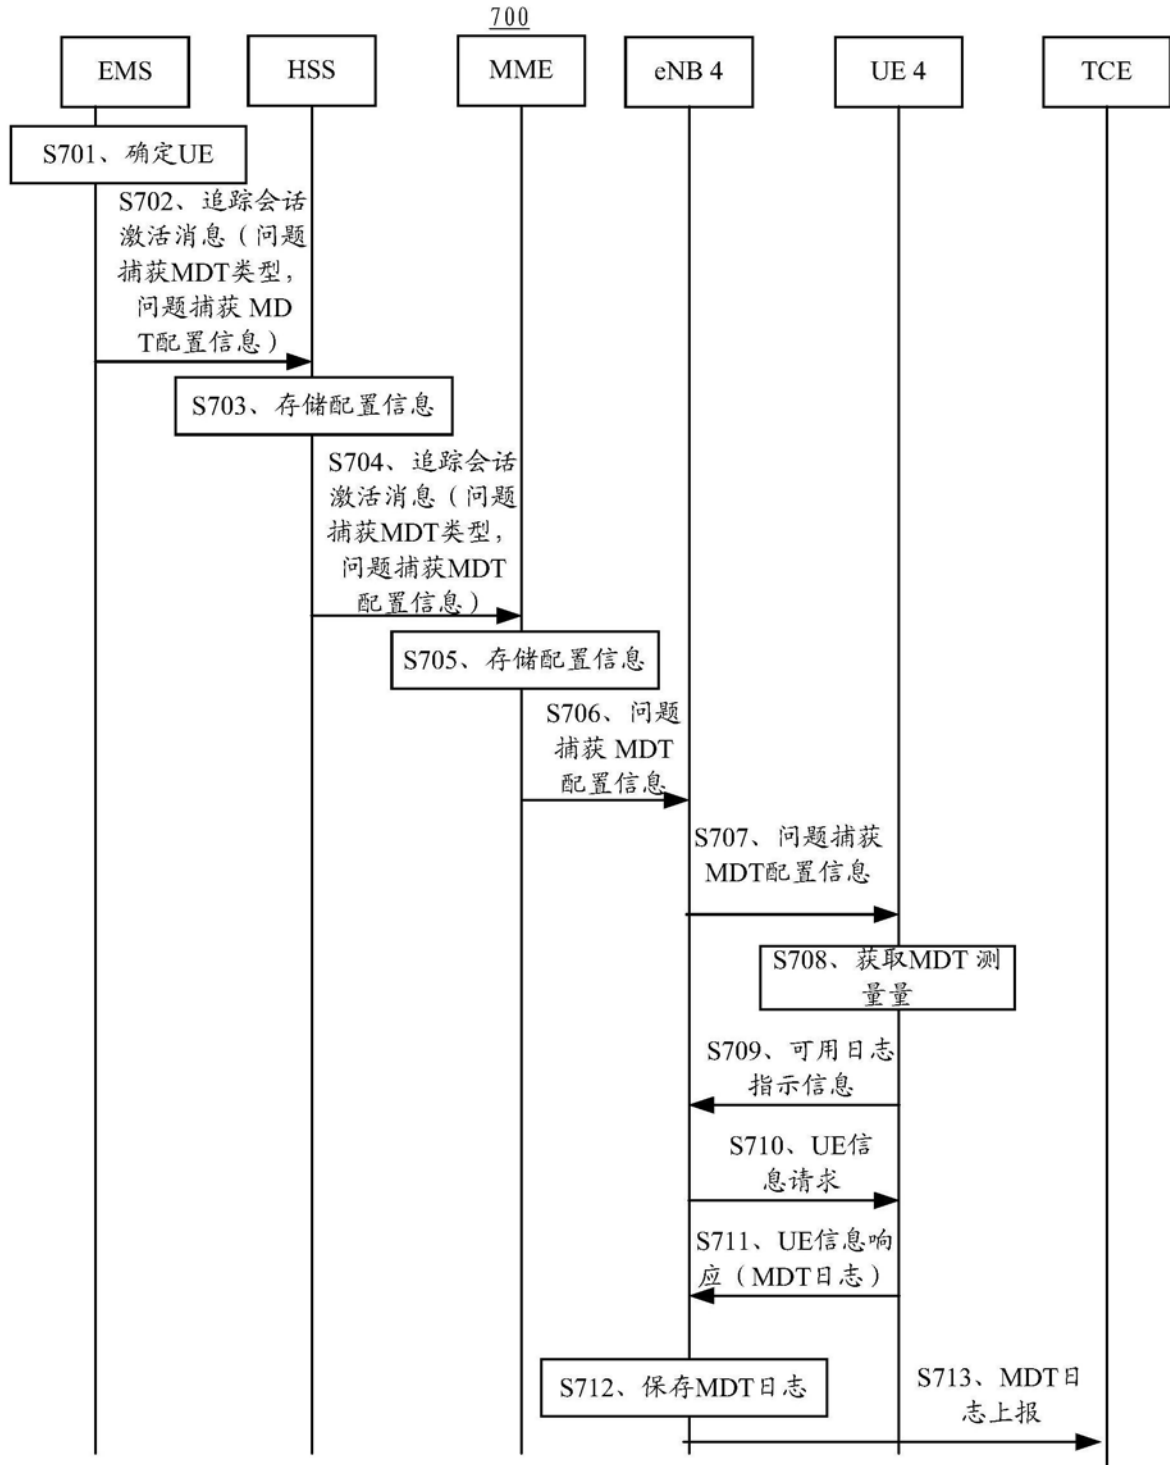 700
EMS
HSS
MME
eNB 4
UE 4
TCE
S701、确定UE
S702、追踪会话
激活消息（问题
捕获MDT类型，
问题捕获 MD
T配置信息）
S703、存储配置信息
S704、追踪会话
激活消息（问题
捕获MDT类型，
问题捕获MDT
配置信息）
S705、存储配置信息
S706、问题
捕获 MDT
配置信息
S707、问题捕获
MDT配置信息
S708、获取MDT 测
量量
S709、可用日志
指示信息
S710、UE信
息请求
S711、UE信息响
应（MDT日志）
S712、保存MDT日志
S713、MDT日
志上报